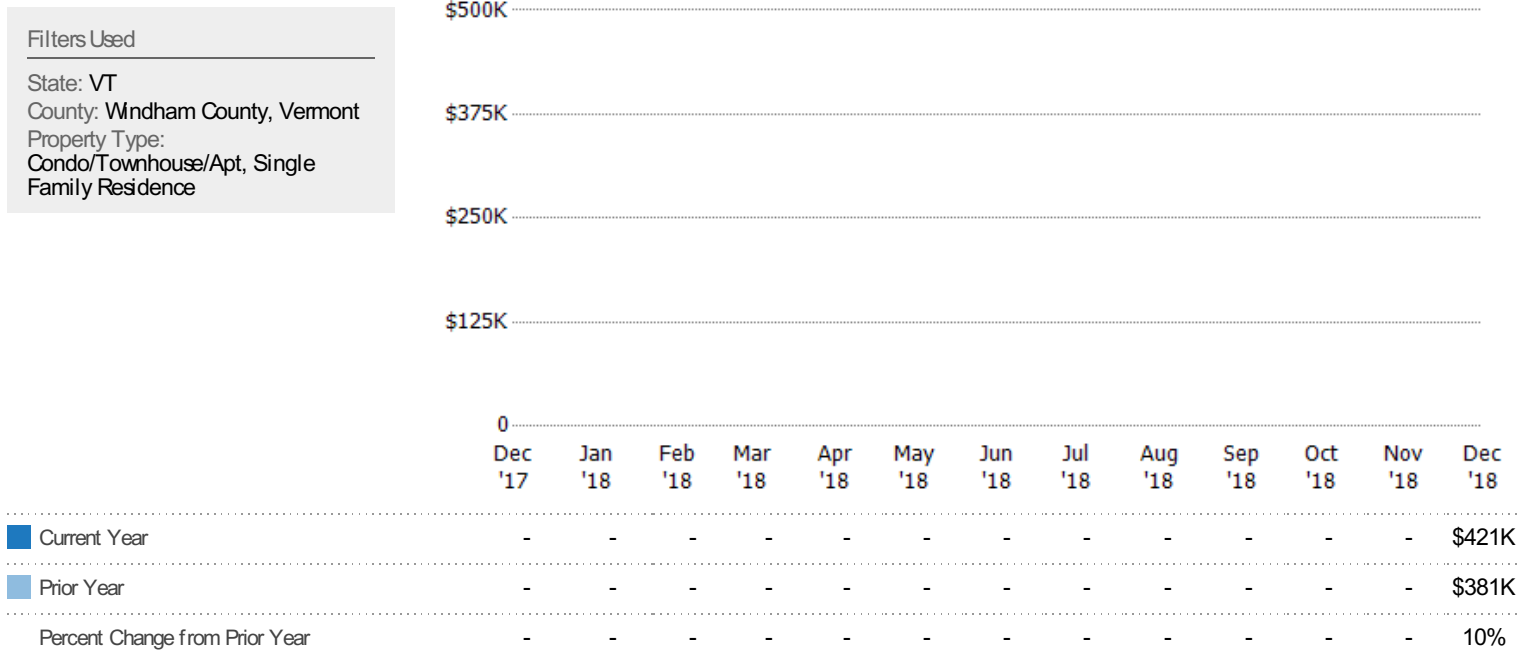 Filters Used
State: VT
County: Windham County, Vermont
Property Type:
Condo/Townhouse/Apt, Single
Family Residence
$500K
$375K
$250K
$125K
0
Dec Jan Feb Mar Apr May Jun Jul Aug Sep Oct Nov Dec
'17 '18 '18 '18 '18 '18 '18 '18 '18 '18 '18 '18 '18
Current Year - - - - - - - - - - - - $421K
Prior Year - - - - - - - - - - - - $381K
Percent Change from Prior Year - - - - - - - - - - - - 10%